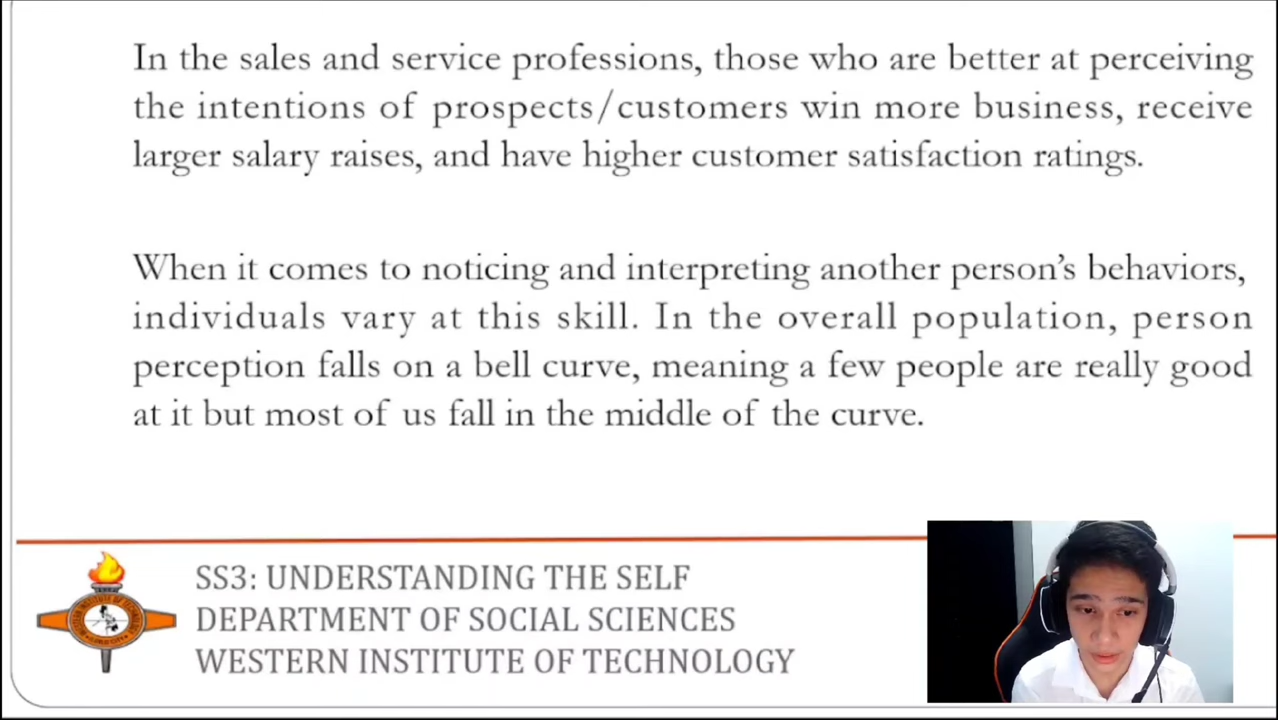 In the sales and service professions, those who are better at perceiving
the intentions of prospects/customers win more business, receive
larger salary raises, and have higher customer satisfaction ratings.
When it comes to noticing and interpreting another person's behaviors,
individuals vary at this skill. In the overall population, person
perception falls on a bell curve, meaning a few people are really good
at it but most of us fall in the middle of the curve.
SS3: UNDERSTANDING THE SELF
DEPARTMENT OF SOCIAL SCIENCES
WESTERN INSTITUTE OF TECHNOLOGY